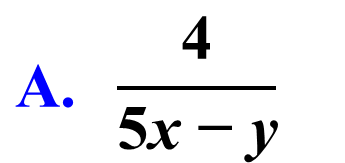 A. 4/(5x − y)